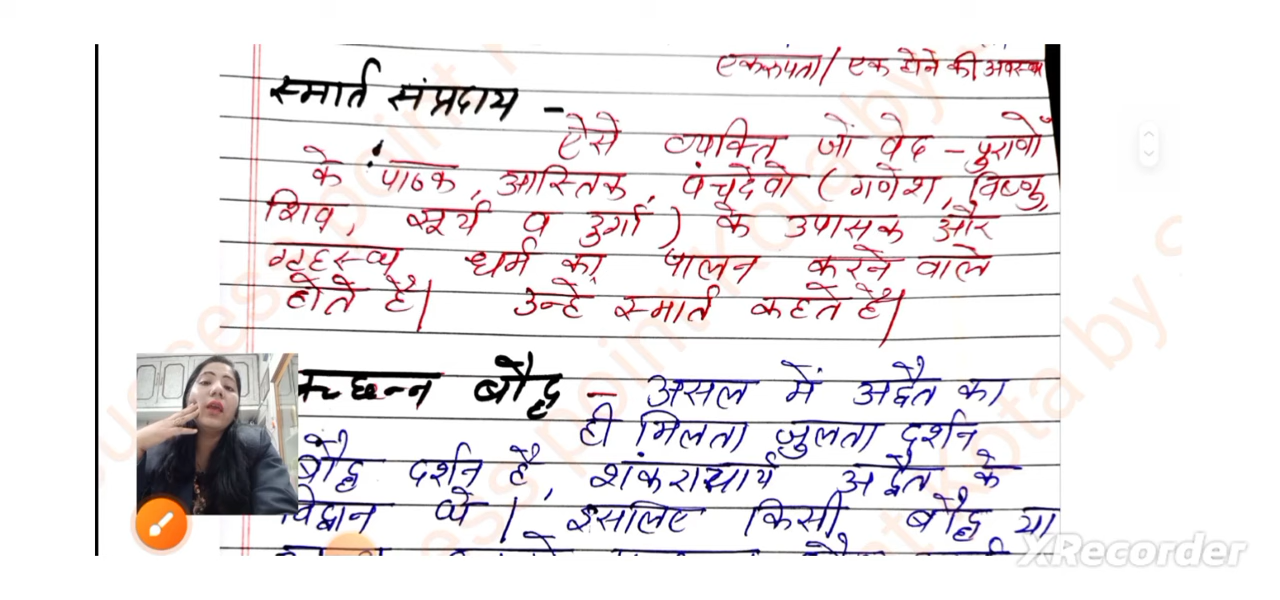 एकरूपता/ एक होने की अवस्था
स्मार्त संप्रदाय -
ऐसे व्यक्ति जो वेद - पुराणों
के पाठक, आस्तिक, पंचदेवो (गणेश, विष्णु,
शिव, सूर्य व दुर्गा) के उपासक और
गृहस्थ धर्म का पालन करने वाले
होते है। उन्हे स्मार्त कहते है।
च्छन्न बौद्ध - असल में अद्वैत का
ही मिलता जुलता दर्शन
बौद्ध दर्शन है, शंकराचार्य अद्वैत के
विद्वान थे। इसलिए किसी बौद्ध या
XRecorder